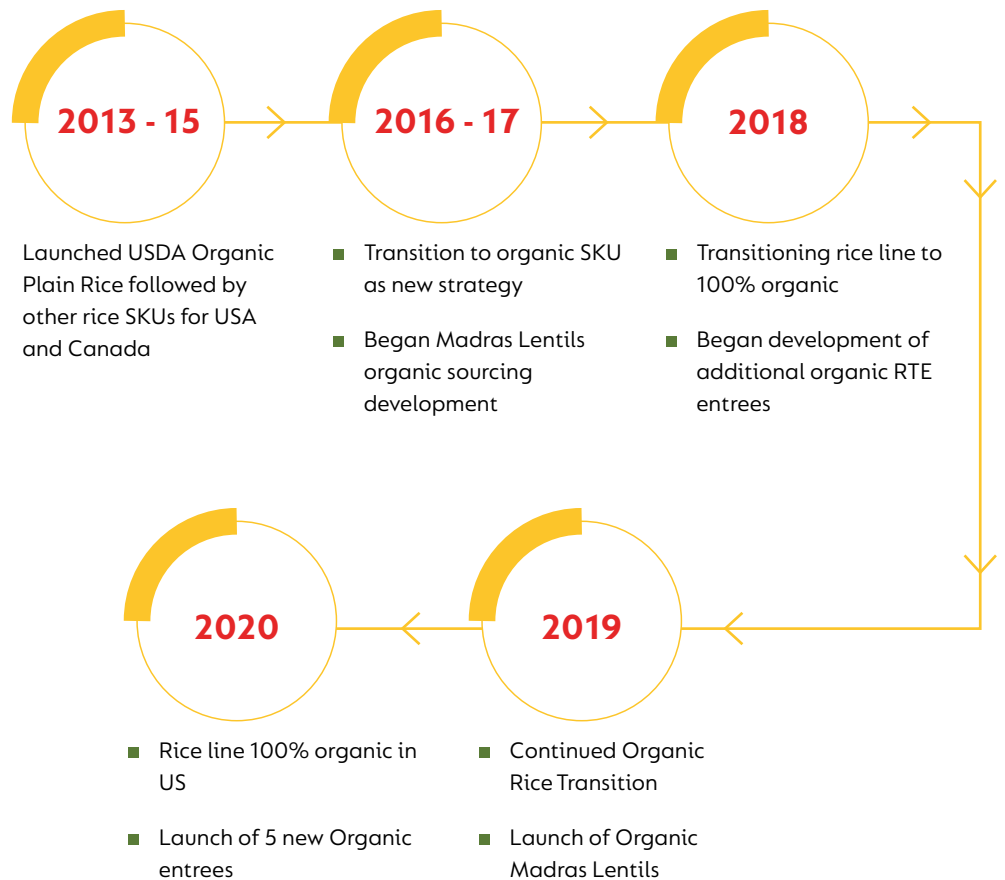 2013 - 15
Launched USDA Organic
Plain Rice followed by
other rice SKUs for USA
and Canada
2016 - 17
Transition to organic SKU
as new strategy
Began Madras Lentils
organic sourcing
development
2018
Transitioning rice line to
100% organic
Began development of
additional organic RTE
entrees
2019
Continued Organic
Rice Transition
Launch of Organic
Madras Lentils
2020
Rice line 100% organic in
US
Launch of 5 new Organic
entrees